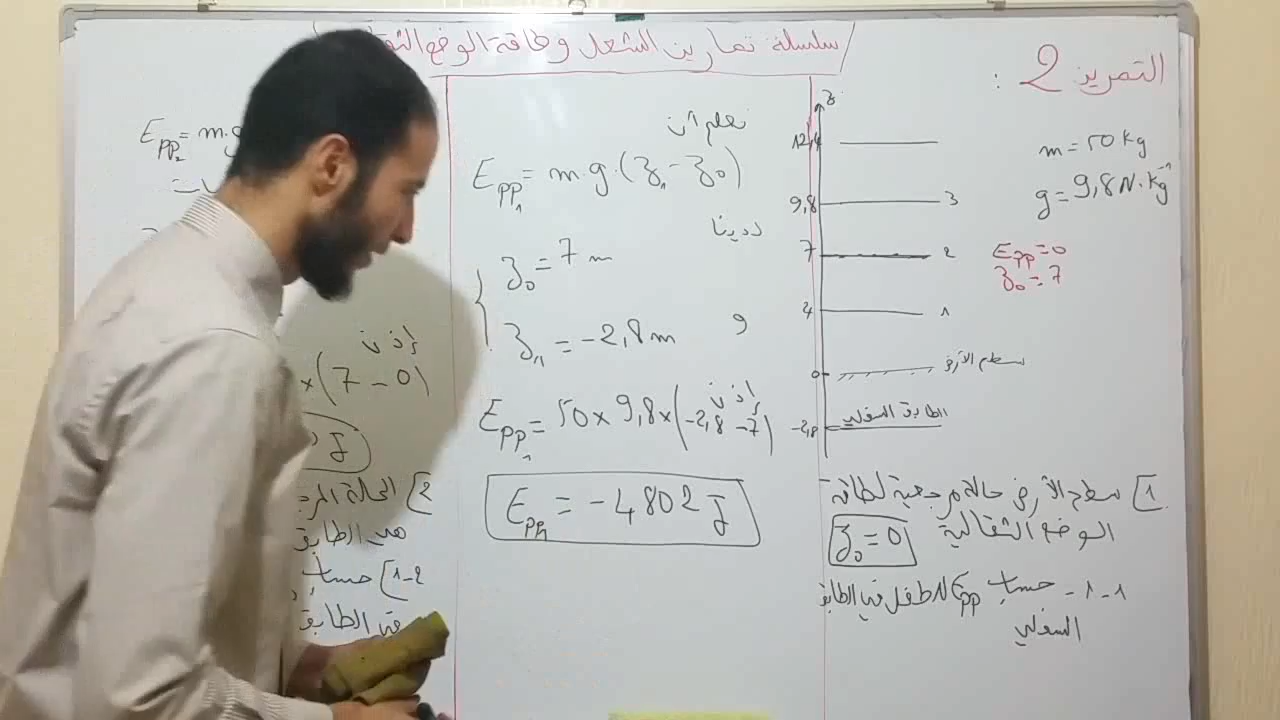 سلسلة تمارين الشغل و طاقة الوضع الثقا
التمرين 2 :
m = 50 Kg
g = 9,8 N.Kg⁻¹
Epp = 0
z₀ = 7
z
12,4
9,8 3
7 2
4 1
0 سطح الأرض
-2,8 الطابق السفلي
1] سطح الأرض حالة مرجعية لطاقة
الوضع الثقالية z₀ = 0
1-1- حساب Epp للطفل في الطابق
السفلي
نعلم أن
Epp₁ = m.g.(z₁ - z₀)
لدينا
z₀ = 7 m
و
z₁ = -2,8 m
إذن
Epp₁ = 50 x 9,8 x (-2,8 - 7)
Epp₁ = -4802 J
Epp₂ = m.g
إذن
x (7 - 0)
J
2] الحالة المرجـ
هي الطابق
2-1] حساب
في الطابق